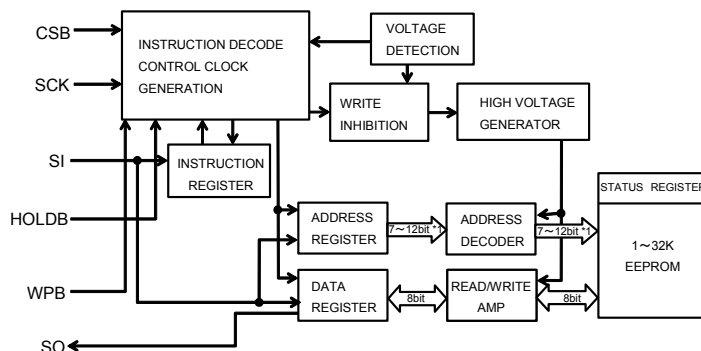 CSB
SCK
SI
HOLDB
WPB
SO
INSTRUCTION DECODE
CONTROL CLOCK
GENERATION
VOLTAGE
DETECTION
WRITE
INHIBITION
HIGH VOLTAGE
GENERATOR
INSTRUCTION
REGISTER
ADDRESS
REGISTER
7～12bit *1
ADDRESS
DECODER
7～12bit *1
DATA
REGISTER
8bit
READ/WRITE
AMP
8bit
STATUS REGISTER
1～32K
EEPROM